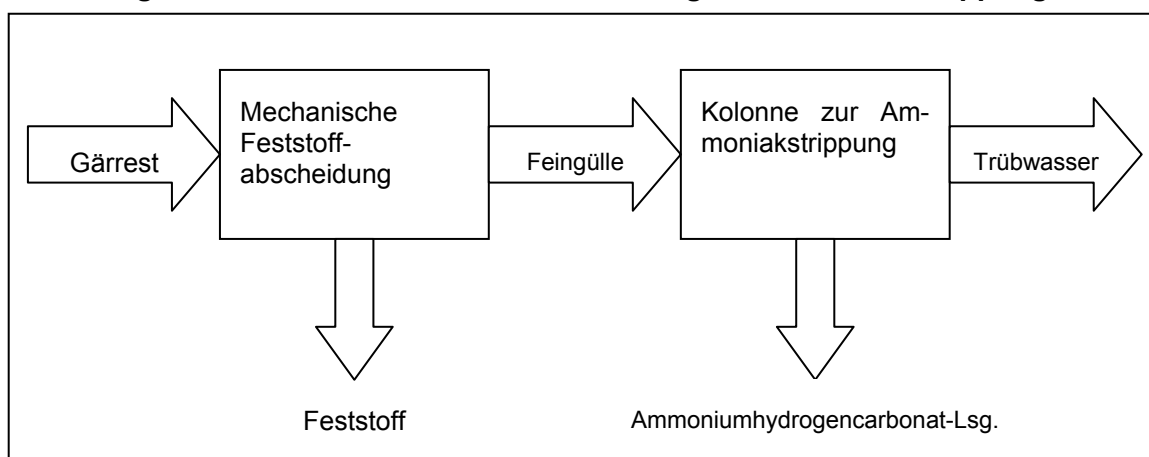 Gärrest
Mechanische
Feststoff-
abscheidung
Feingülle
Kolonne zur Am-
moniakstrippung
Trübwasser
Feststoff
Ammoniumhydrogencarbonat-Lsg.